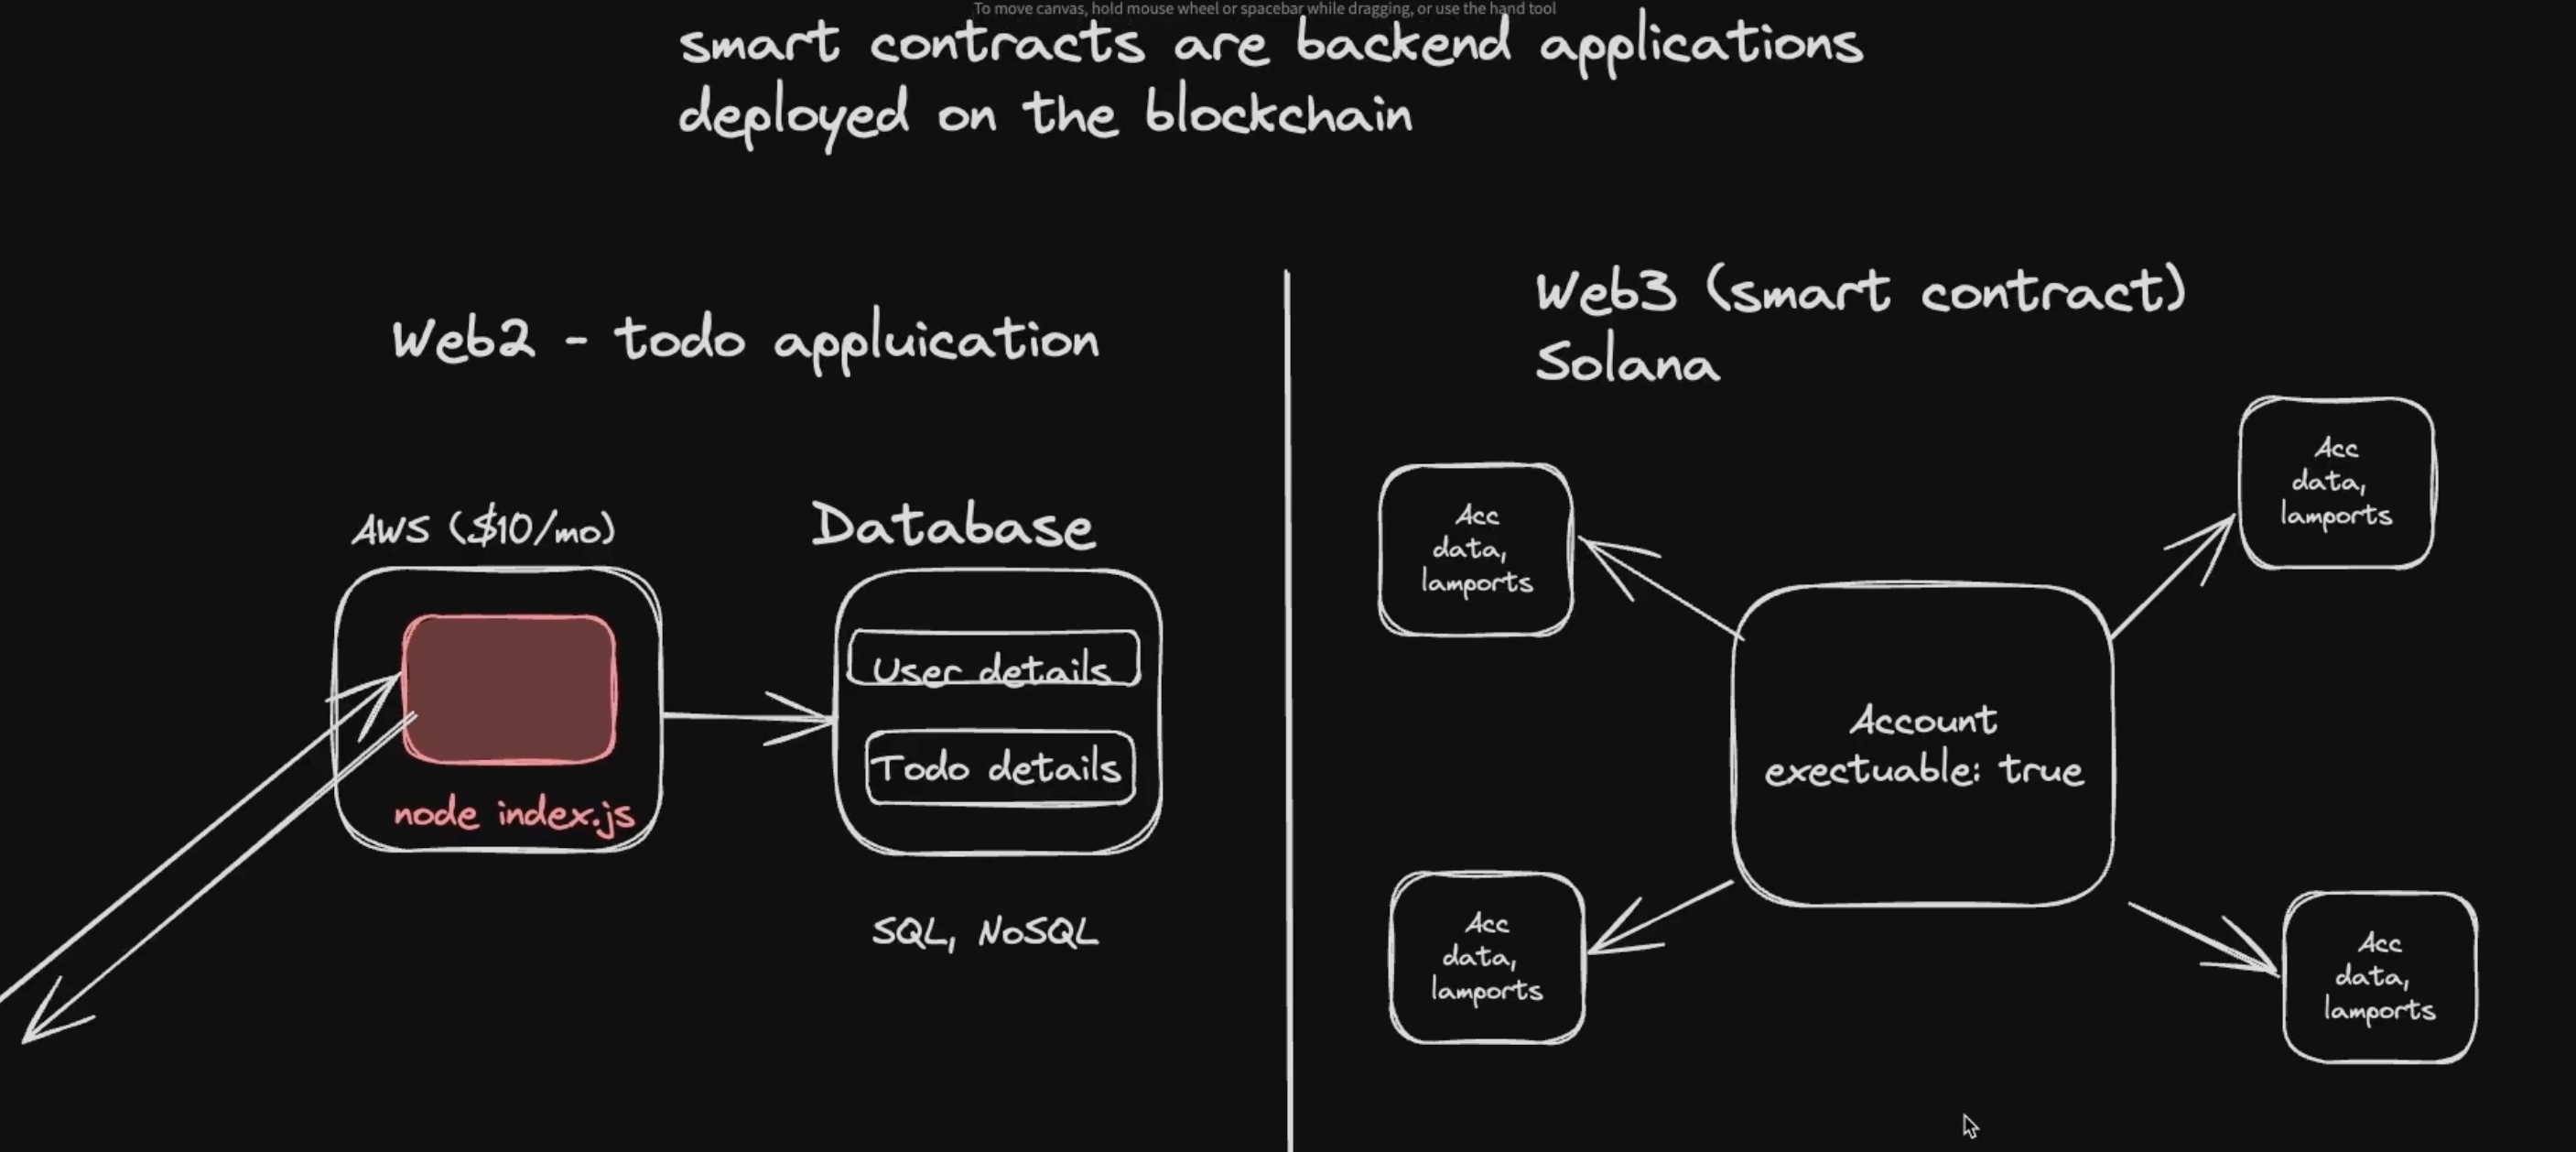 To move canvas, hold mouse wheel or spacebar while dragging, or use the hand tool
smart contracts are backend applications
deployed on the blockchain
Web2 - todo appluication
AWS ($10/mo)
node index.js
Database
User details
Todo details
SQL, NoSQL
Web3 (smart contract)
Solana
Acc
data,
lamports
Acc
data,
lamports
Account
exectuable: true
Acc
data,
lamports
Acc
data,
lamports